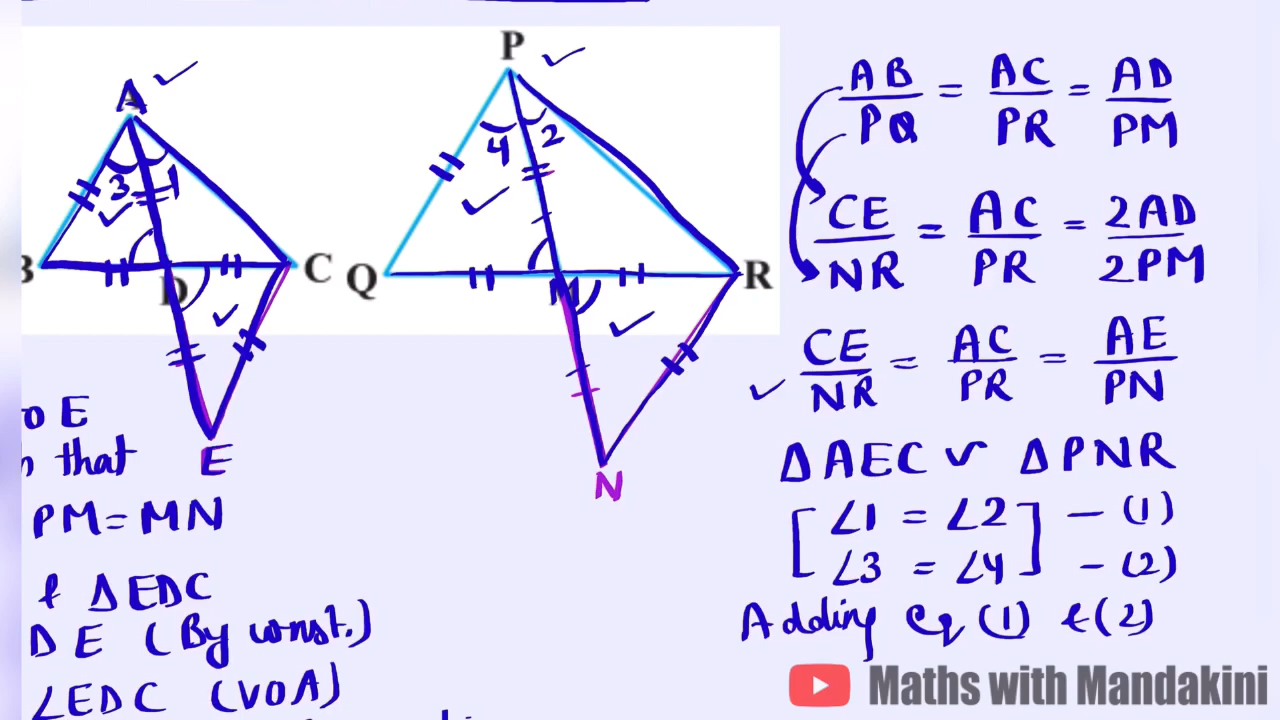 A
P
3 1
4 2
B D C
Q M R
E
N
o E
that
PM = MN
& ΔEDC
DE (By const.)
∠EDC (VOA)
AB/PQ = AC/PR = AD/PM
CE/NR = AC/PR = 2AD/2PM
CE/NR = AC/PR = AE/PN
ΔAEC ~ ΔPNR
[∠1 = ∠2] — (1)
[∠3 = ∠4] — (2)
Adding eq (1) & (2)
Maths with Mandakini